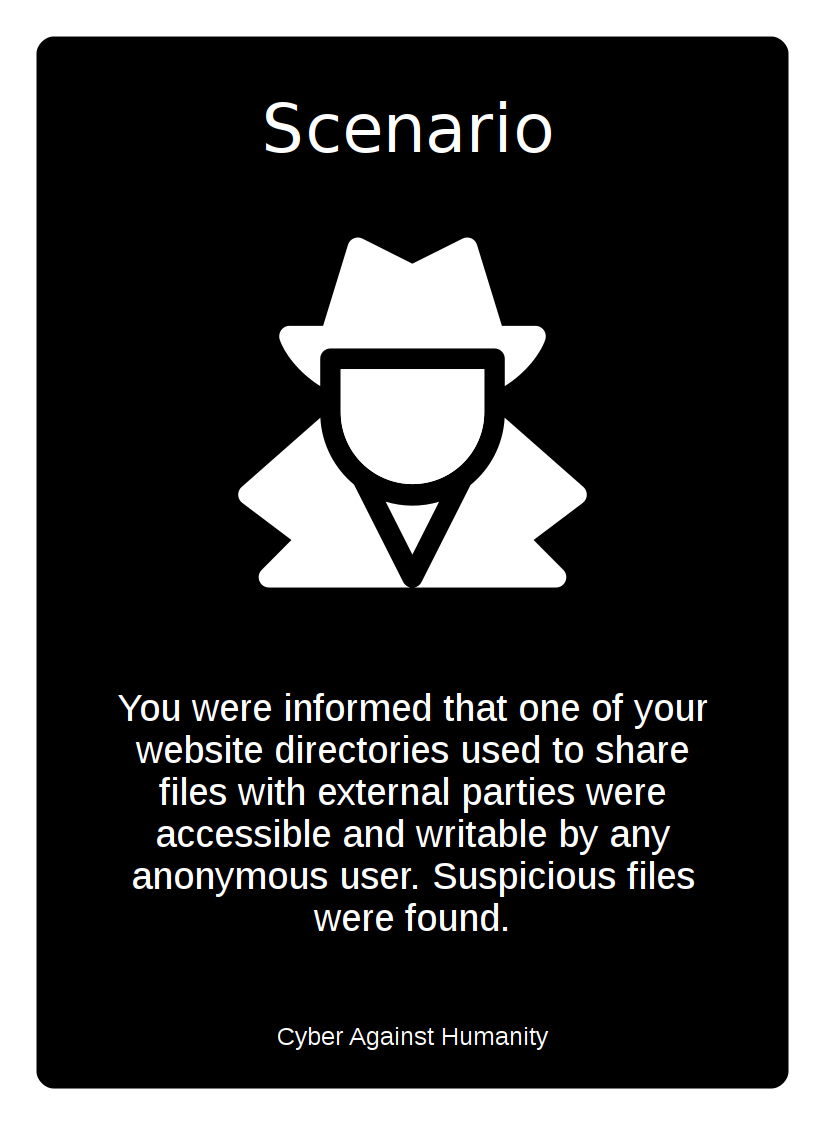 Scenario
You were informed that one of your
website directories used to share
files with external parties were
accessible and writable by any
anonymous user. Suspicious files
were found.
Cyber Against Humanity